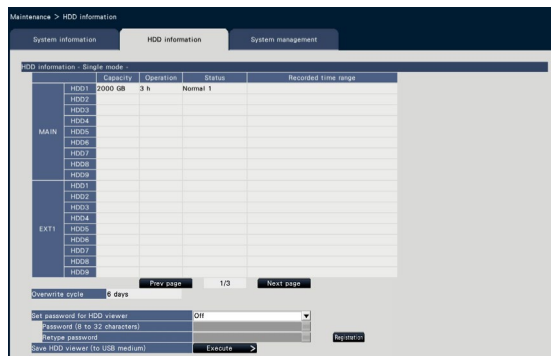 Maintenance > HDD information
System information HDD information System management
HDD information - Single mode -
Capacity Operation Status Recorded time range
MAIN
HDD1 2000 GB 3 h Normal 1
HDD2
HDD3
HDD4
HDD5
HDD6
HDD7
HDD8
HDD9
EXT1
HDD1
HDD2
HDD3
HDD4
HDD5
HDD6
HDD7
HDD8
HDD9
Prev page 1/3 Next page
Overwrite cycle 6 days
Set password for HDD viewer Off
Password (8 to 32 characters)
Retype password Registration
Save HDD viewer (to USB medium) Execute >